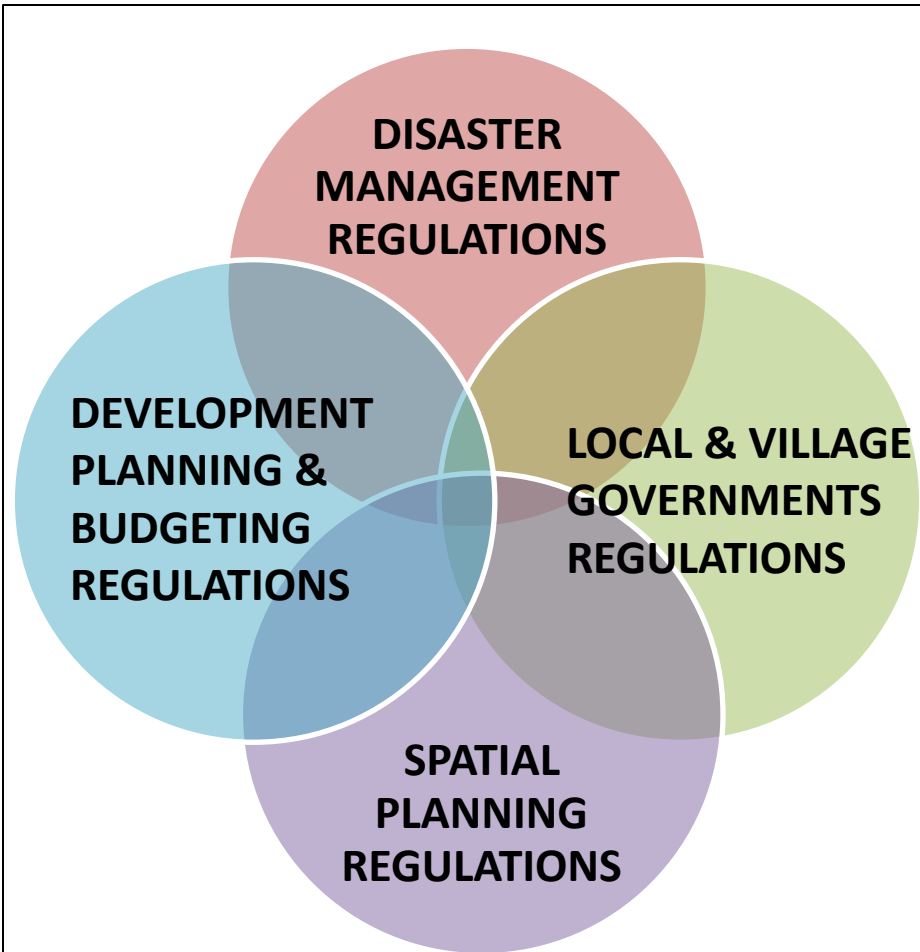 DISASTER
MANAGEMENT
REGULATIONS
DEVELOPMENT
PLANNING &
BUDGETING
REGULATIONS
LOCAL & VILLAGE
GOVERNMENTS
REGULATIONS
SPATIAL
PLANNING
REGULATIONS